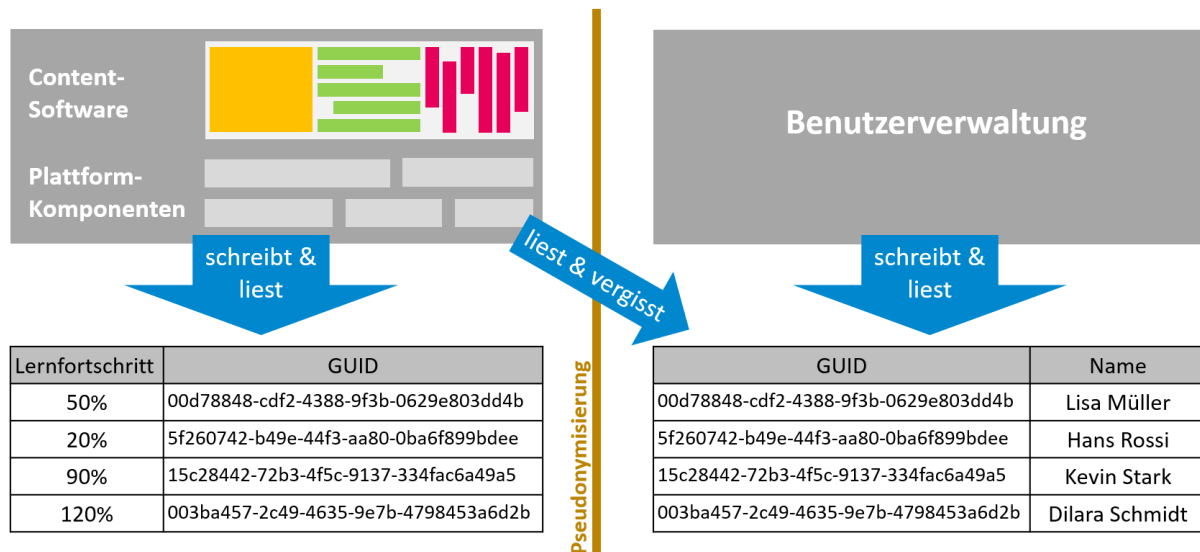 Content-
Software
Plattform-
Komponenten
Benutzerverwaltung
schreibt &
liest
liest & vergisst
schreibt &
liest
Pseudonymisierung
Lernfortschritt GUID
50% 00d78848-cdf2-4388-9f3b-0629e803dd4b
20% 5f260742-b49e-44f3-aa80-0ba6f899bdee
90% 15c28442-72b3-4f5c-9137-334fac6a49a5
120% 003ba457-2c49-4635-9e7b-4798453a6d2b
GUID Name
00d78848-cdf2-4388-9f3b-0629e803dd4b Lisa Müller
5f260742-b49e-44f3-aa80-0ba6f899bdee Hans Rossi
15c28442-72b3-4f5c-9137-334fac6a49a5 Kevin Stark
003ba457-2c49-4635-9e7b-4798453a6d2b Dilara Schmidt